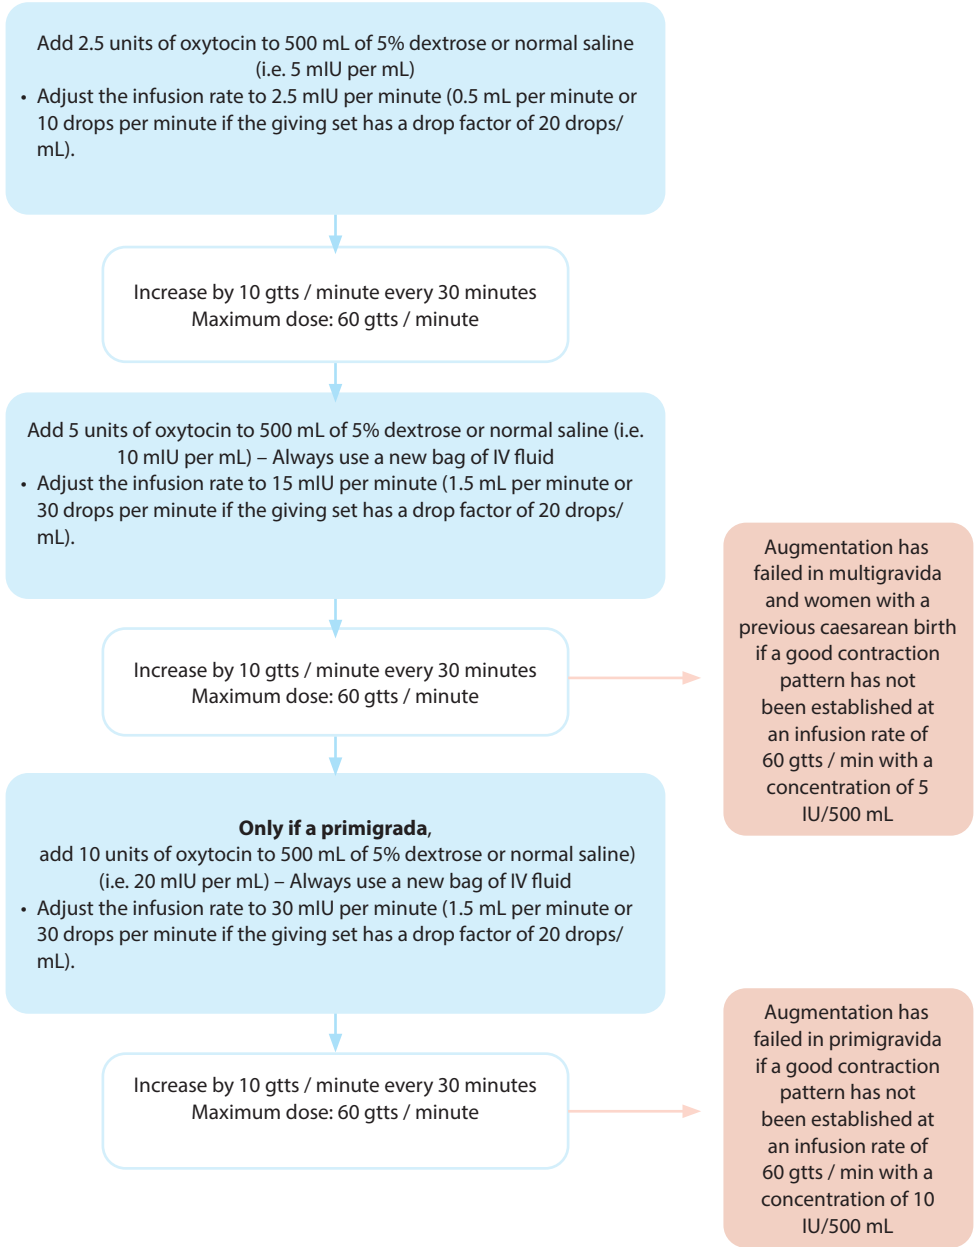 Add 2.5 units of oxytocin to 500 mL of 5% dextrose or normal saline
(i.e. 5 mIU per mL)
• Adjust the infusion rate to 2.5 mIU per minute (0.5 mL per minute or
10 drops per minute if the giving set has a drop factor of 20 drops/
mL).
Increase by 10 gtts / minute every 30 minutes
Maximum dose: 60 gtts / minute
Add 5 units of oxytocin to 500 mL of 5% dextrose or normal saline (i.e.
10 mIU per mL) – Always use a new bag of IV fluid
• Adjust the infusion rate to 15 mIU per minute (1.5 mL per minute or
30 drops per minute if the giving set has a drop factor of 20 drops/
mL).
Increase by 10 gtts / minute every 30 minutes
Maximum dose: 60 gtts / minute
Augmentation has
failed in multigravida
and women with a
previous caesarean birth
if a good contraction
pattern has not
been established at
an infusion rate of
60 gtts / min with a
concentration of 5
IU/500 mL
Only if a primigrada,
add 10 units of oxytocin to 500 mL of 5% dextrose or normal saline)
(i.e. 20 mIU per mL) – Always use a new bag of IV fluid
• Adjust the infusion rate to 30 mIU per minute (1.5 mL per minute or
30 drops per minute if the giving set has a drop factor of 20 drops/
mL).
Increase by 10 gtts / minute every 30 minutes
Maximum dose: 60 gtts / minute
Augmentation has
failed in primigravida
if a good contraction
pattern has not
been established at
an infusion rate of
60 gtts / min with a
concentration of 10
IU/500 mL